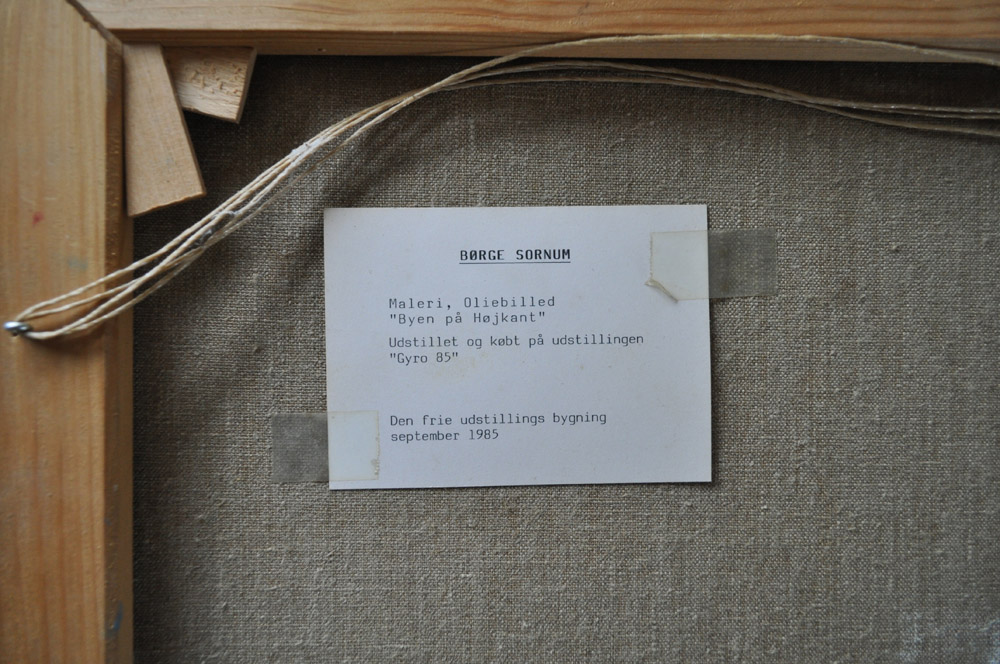 BØRGE SORNUM
Maleri, Oliebilled
"Byen på Højkant"
Udstillet og købt på udstillingen
"Gyro 85"
Den frie udstillings bygning
september 1985